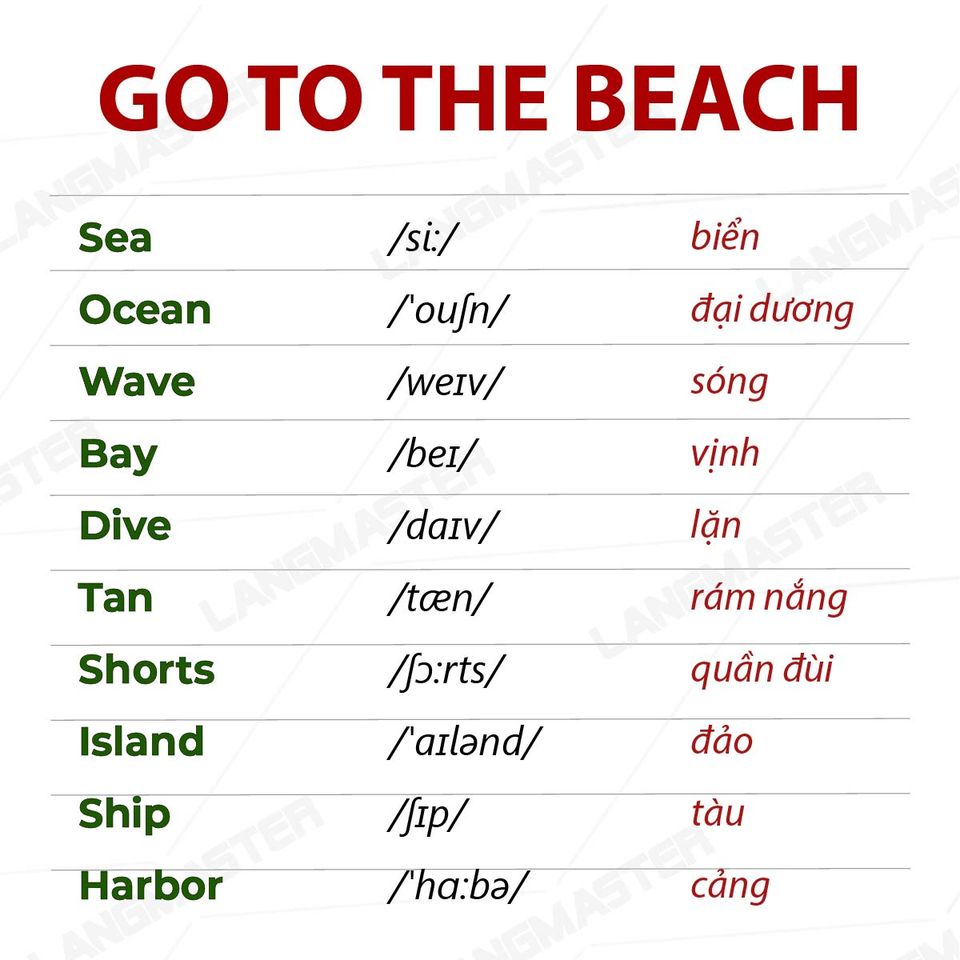 GO TO THE BEACH
Sea /si:/ biển
Ocean /ˈouʃn/ đại dương
Wave /weɪv/ sóng
Bay /beɪ/ vịnh
Dive /daɪv/ lặn
Tan /tæn/ rám nắng
Shorts /ʃɔ:rts/ quần đùi
Island /ˈaɪlənd/ đảo
Ship /ʃɪp/ tàu
Harbor /ˈhɑ:bə/ cảng
LANGMASTER